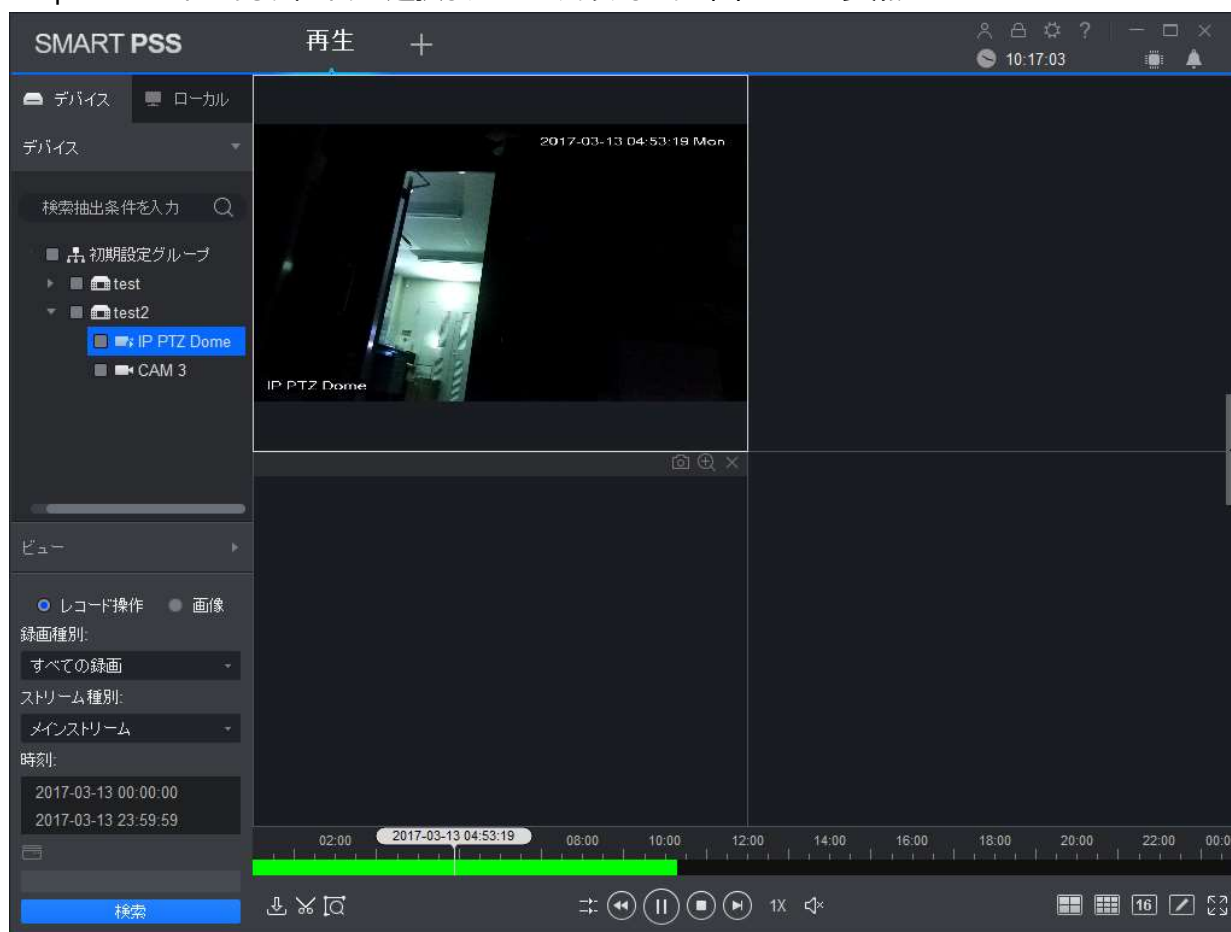 SMART PSS
再生
10:17:03
デバイス
ローカル
デバイス
検索抽出条件を入力
初期設定グループ
test
test2
IP PTZ Dome
CAM 3
2017-03-13 04:53:19 Mon
IP PTZ Dome
ビュー
レコード操作
画像
録画種別:
すべての録画
ストリーム種別:
メインストリーム
時刻:
2017-03-13 00:00:00
2017-03-13 23:59:59
検索
02:00
2017-03-13 04:53:19
08:00
10:00
12:00
14:00
16:00
18:00
20:00
22:00
00:0
1X
16